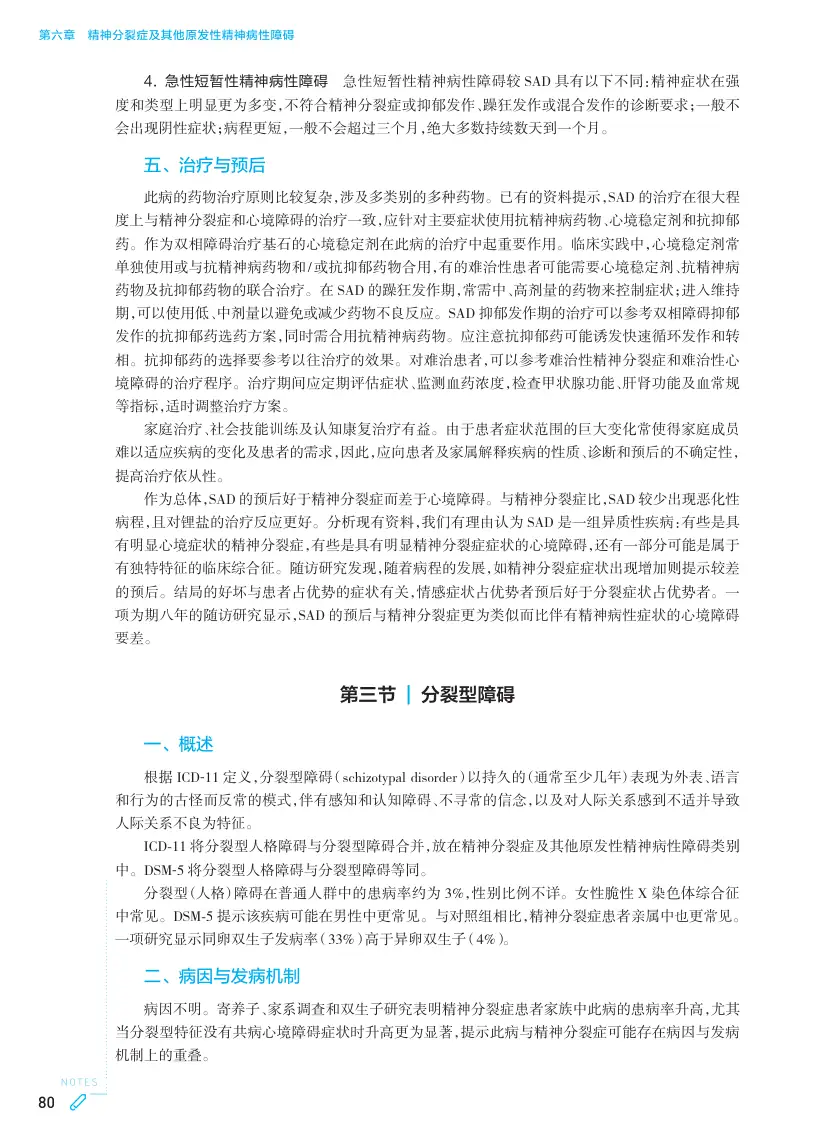 第六章 精神分裂症及其他原发性精神病性障碍
4. 急性短暂性精神病性障碍 急性短暂性精神病性障碍较 SAD 具有以下不同:精神症状在强
度和类型上明显更为多变,不符合精神分裂症或抑郁发作、躁狂发作或混合发作的诊断要求;一般不
会出现阴性症状;病程更短,一般不会超过三个月,绝大多数持续数天到一个月。
五、治疗与预后
此病的药物治疗原则比较复杂,涉及多类别的多种药物。已有的资料提示,SAD 的治疗在很大程
度上与精神分裂症和心境障碍的治疗一致,应针对主要症状使用抗精神病药物、心境稳定剂和抗抑郁
药。作为双相障碍治疗基石的心境稳定剂在此病的治疗中起重要作用。临床实践中,心境稳定剂常
单独使用或与抗精神病药物和/或抗抑郁药物合用,有的难治性患者可能需要心境稳定剂、抗精神病
药物及抗抑郁药物的联合治疗。在 SAD 的躁狂发作期,常需中、高剂量的药物来控制症状;进入维持
期,可以使用低、中剂量以避免或减少药物不良反应。SAD 抑郁发作期的治疗可以参考双相障碍抑郁
发作的抗抑郁药选药方案,同时需合用抗精神病药物。应注意抗抑郁药可能诱发快速循环发作和转
相。抗抑郁药的选择要参考以往治疗的效果。对难治患者,可以参考难治性精神分裂症和难治性心
境障碍的治疗程序。治疗期间应定期评估症状、监测血药浓度,检查甲状腺功能、肝肾功能及血常规
等指标,适时调整治疗方案。
家庭治疗、社会技能训练及认知康复治疗有益。由于患者症状范围的巨大变化常使得家庭成员
难以适应疾病的变化及患者的需求,因此,应向患者及家属解释疾病的性质、诊断和预后的不确定性,
提高治疗依从性。
作为总体,SAD 的预后好于精神分裂症而差于心境障碍。与精神分裂症比,SAD 较少出现恶化性
病程,且对锂盐的治疗反应更好。分析现有资料,我们有理由认为 SAD 是一组异质性疾病:有些是具
有明显心境症状的精神分裂症,有些是具有明显精神分裂症症状的心境障碍,还有一部分可能是属于
有独特特征的临床综合征。随访研究发现,随着病程的发展,如精神分裂症症状出现增加则提示较差
的预后。结局的好坏与患者占优势的症状有关,情感症状占优势者预后好于分裂症状占优势者。一
项为期八年的随访研究显示,SAD 的预后与精神分裂症更为类似而比伴有精神病性症状的心境障碍
要差。
第三节 | 分裂型障碍
一、概述
根据 ICD-11 定义,分裂型障碍(schizotypal disorder)以持久的(通常至少几年)表现为外表、语言
和行为的古怪而反常的模式,伴有感知和认知障碍、不寻常的信念,以及对人际关系感到不适并导致
人际关系不良为特征。
ICD-11 将分裂型人格障碍与分裂型障碍合并,放在精神分裂症及其他原发性精神病性障碍类别
中。DSM-5 将分裂型人格障碍与分裂型障碍等同。
分裂型(人格)障碍在普通人群中的患病率约为 3%,性别比例不详。女性脆性 X 染色体综合征
中常见。DSM-5 提示该疾病可能在男性中更常见。与对照组相比,精神分裂症患者亲属中也更常见。
一项研究显示同卵双生子发病率(33%)高于异卵双生子(4%)。
二、病因与发病机制
病因不明。寄养子、家系调查和双生子研究表明精神分裂症患者家族中此病的患病率升高,尤其
当分裂型特征没有共病心境障碍症状时升高更为显著,提示此病与精神分裂症可能存在病因与发病
机制上的重叠。
NOTES
80